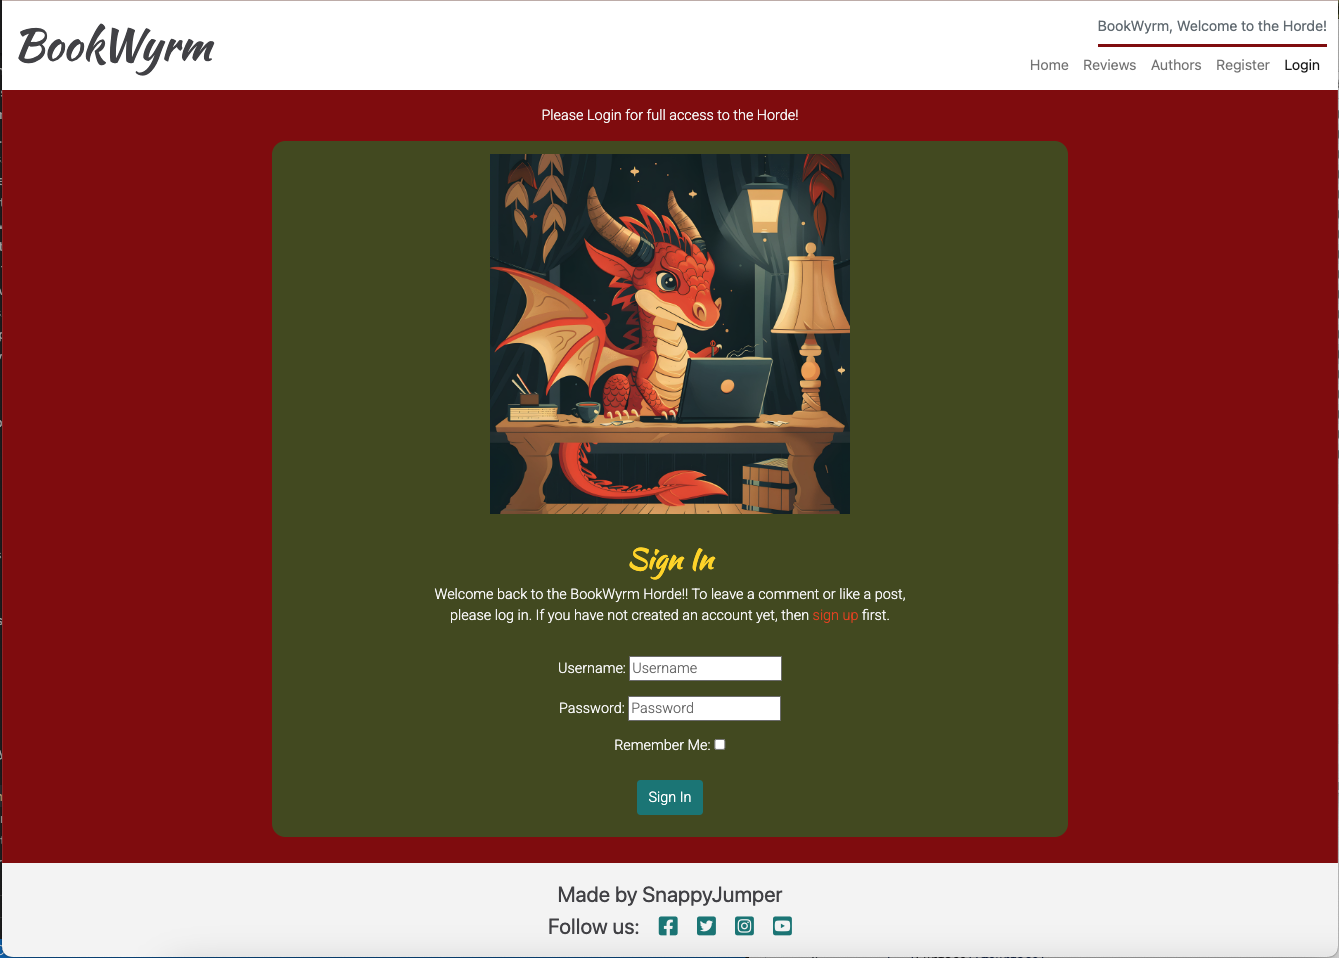 BookWyrm
BookWyrm, Welcome to the Horde!
Home Reviews Authors Register Login
Please Login for full access to the Horde!
Sign In
Welcome back to the BookWyrm Horde!! To leave a comment or like a post,
please log in. If you have not created an account yet, then sign up first.
Username: Username
Password: Password
Remember Me:
Sign In
Made by SnappyJumper
Follow us: